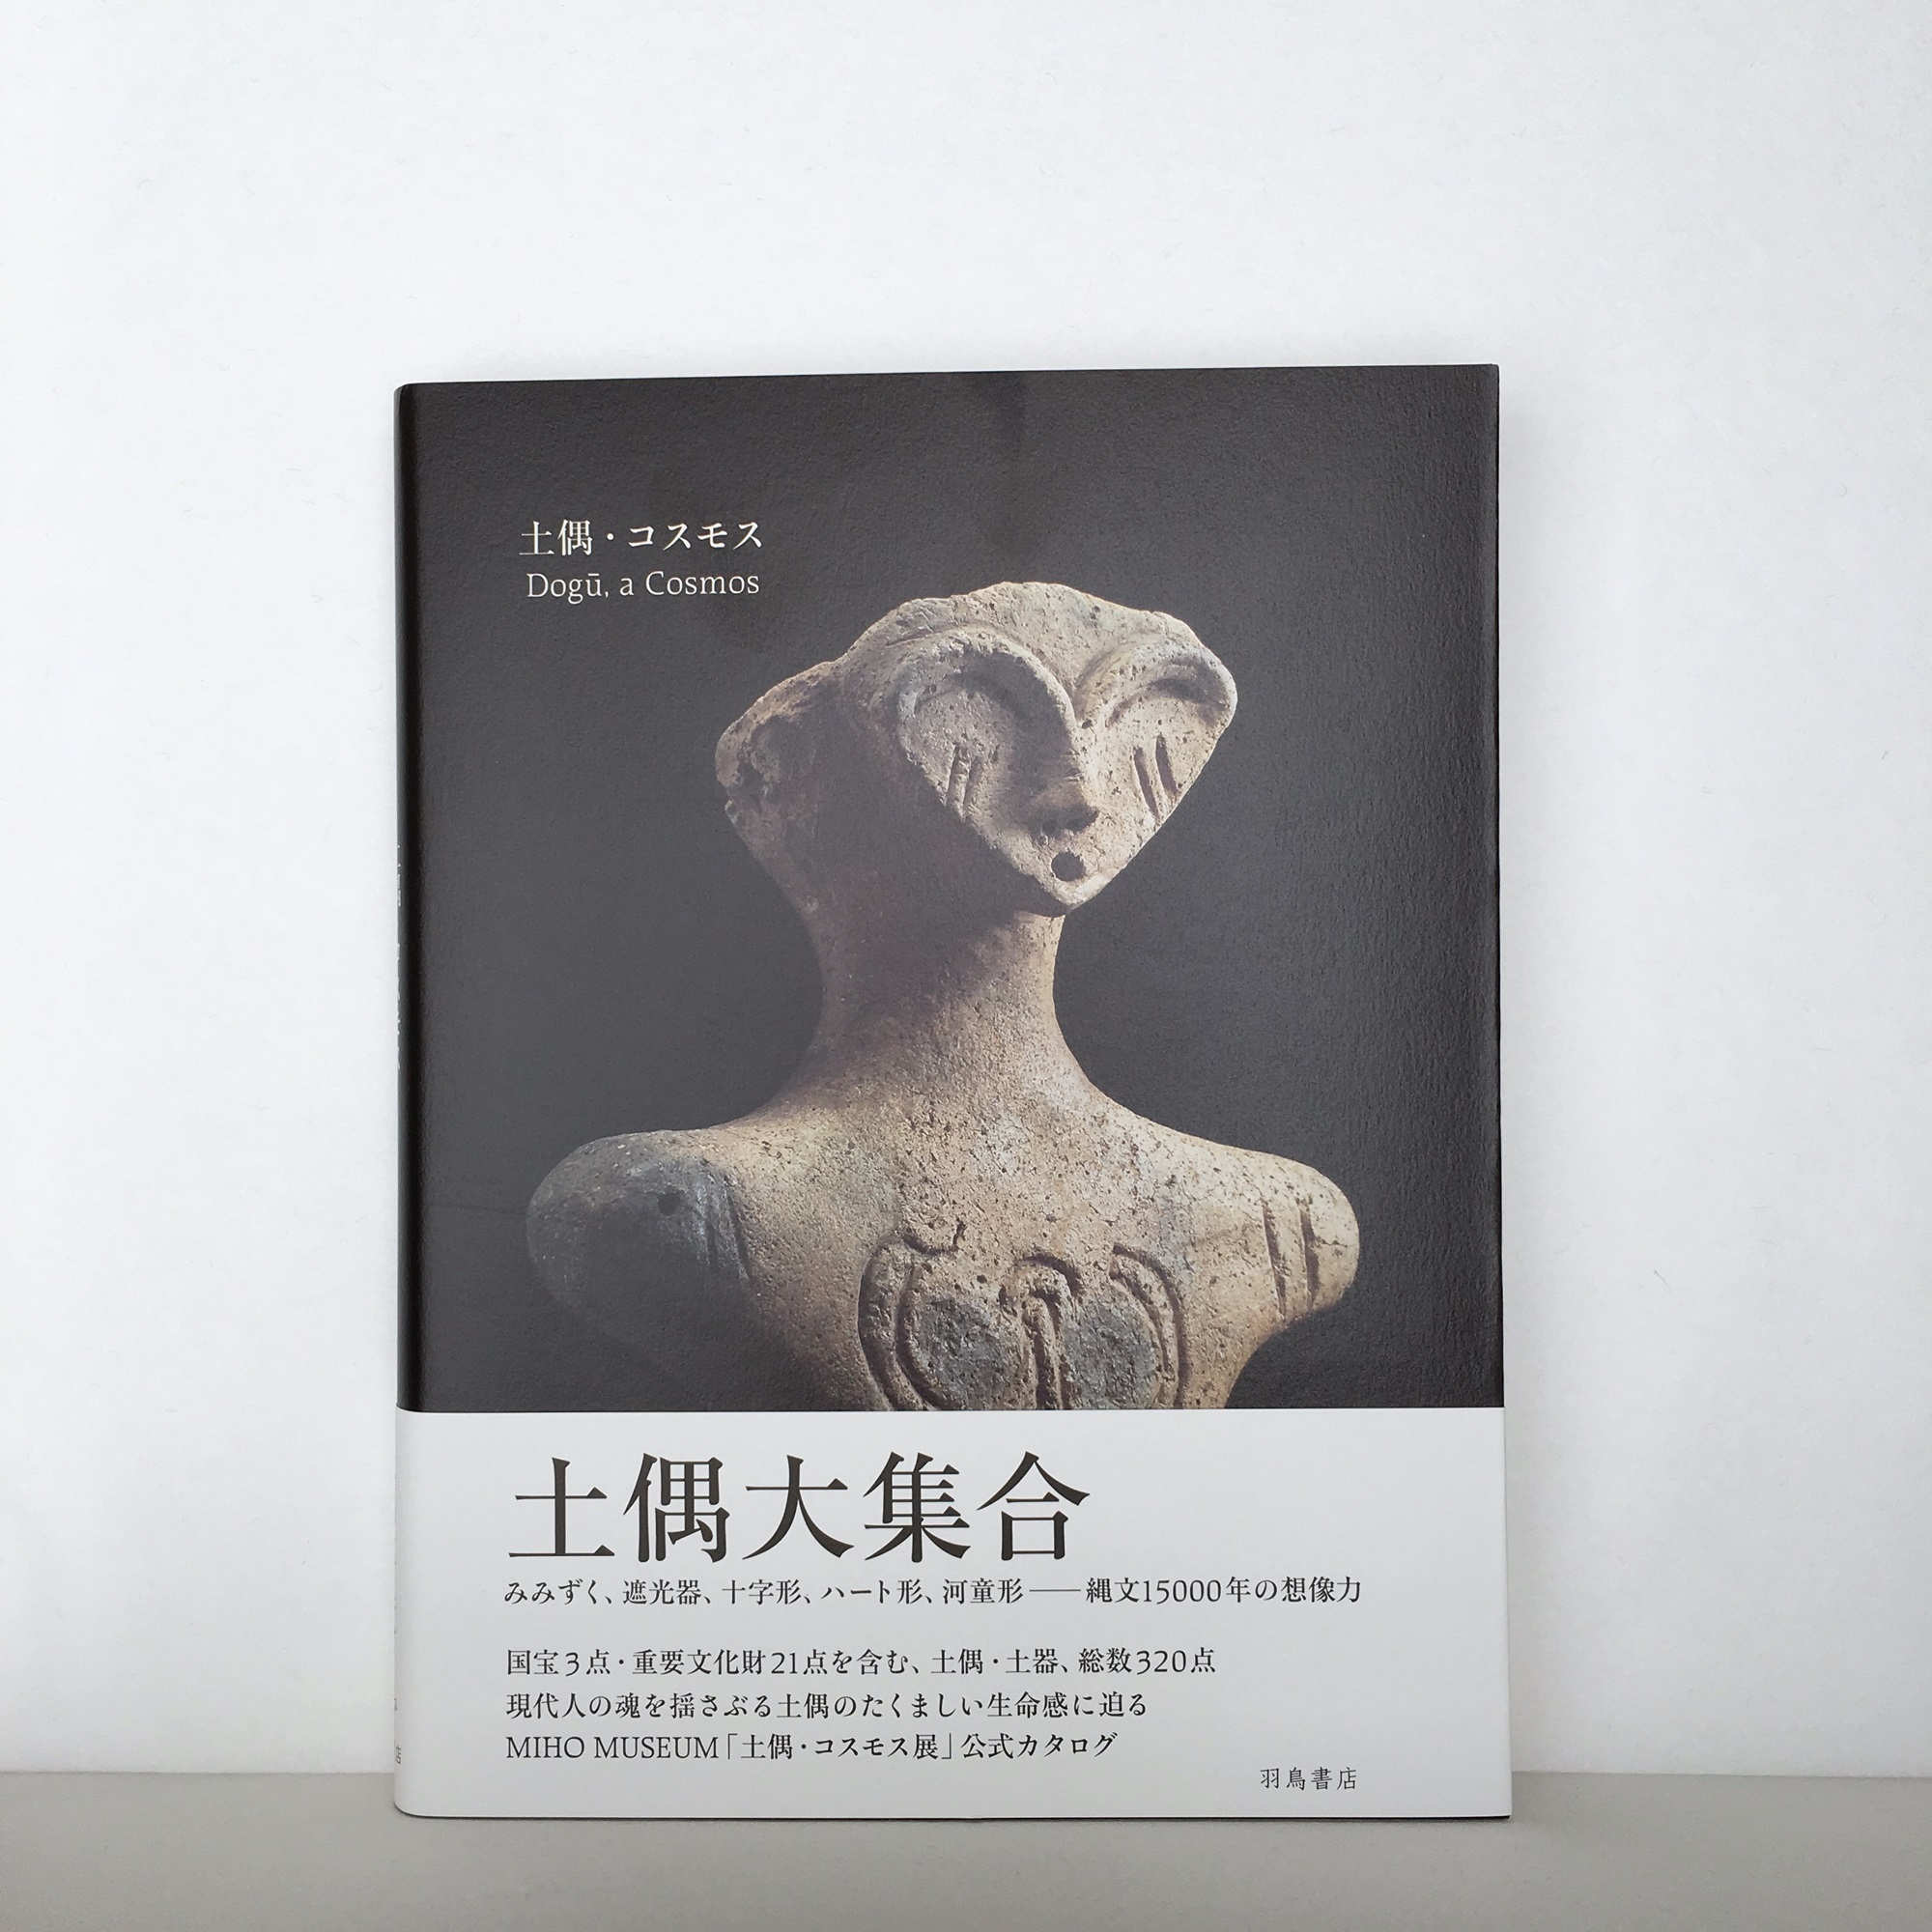 土偶・コスモス
Dogū, a Cosmos
土偶大集合
みみずく、遮光器、十字形、ハート形、河童形──縄文15000年の想像力
国宝3点・重要文化財21点を含む、土偶・土器、総数320点
現代人の魂を揺さぶる土偶のたくましい生命感に迫る
MIHO MUSEUM「土偶・コスモス展」公式カタログ
羽鳥書店